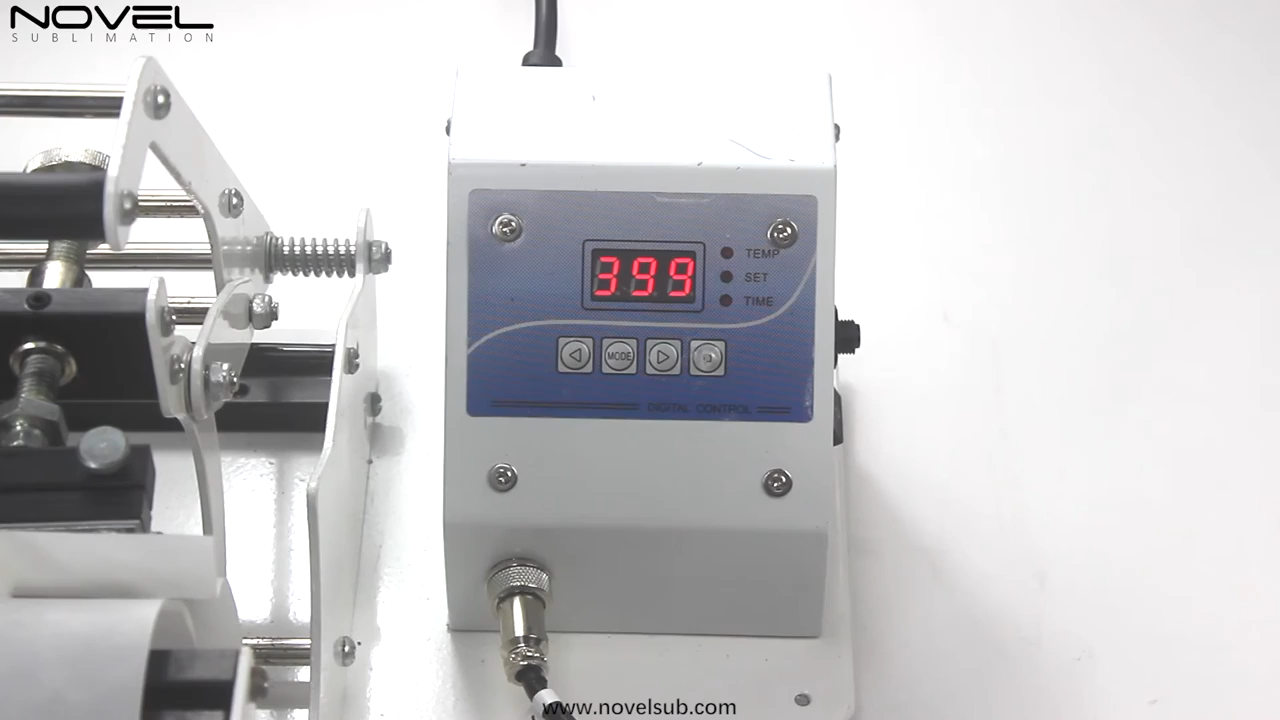 NOVEL
SUBLIMATION
399
TEMP
SET
TIME
MODE
DIGITAL CONTROL
www.novelsub.com